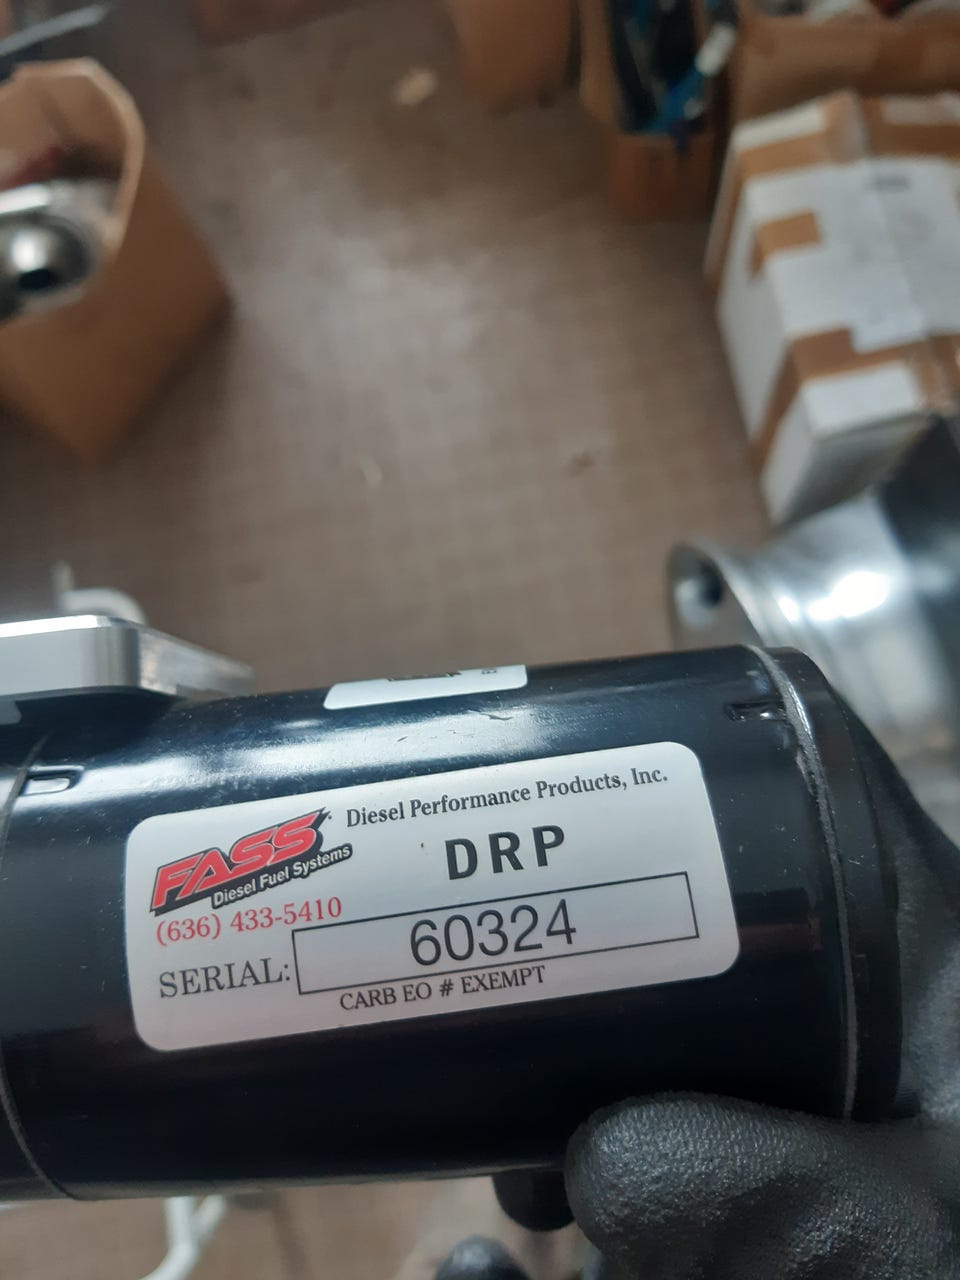 Diesel Performance Products, Inc.
FASS
Diesel Fuel Systems
DRP
(636) 433-5410
SERIAL: 60324
CARB EO # EXEMPT